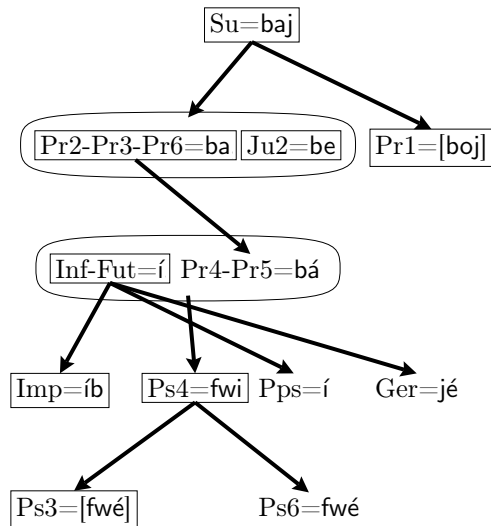 Su=baj
Pr2-Pr3-Pr6=ba Ju2=be Pr1=[boj]
Inf-Fut=í Pr4-Pr5=bá
Imp=íb Ps4=fwi Pps=í Ger=jé
Ps3=[fwé] Ps6=fwé